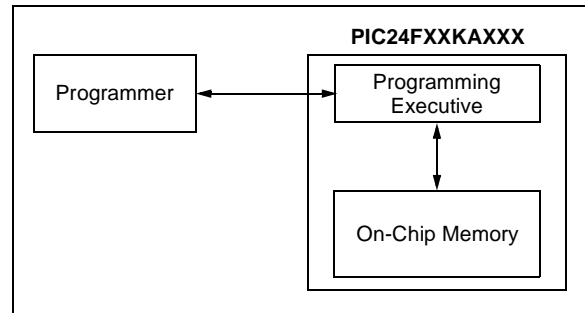 PIC24FXXKAXXX
Programmer
Programming
Executive
On-Chip Memory